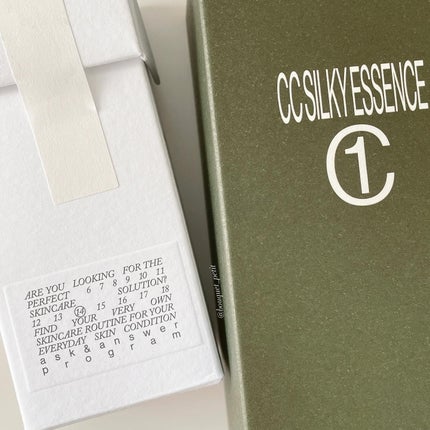 ARE YOU LOOKING FOR THE
PERFECT 6 7 8 9 10 11
SKINCARE SOLUTION?
12 13 ⑭ 15 16 17 18
FIND YOUR VERY OWN
SKINCARE ROUTINE FOR YOUR
EVERYDAY SKIN CONDITION
ask&answer
program
CC SILKY ESSENCE
1C
@bouquet_petit